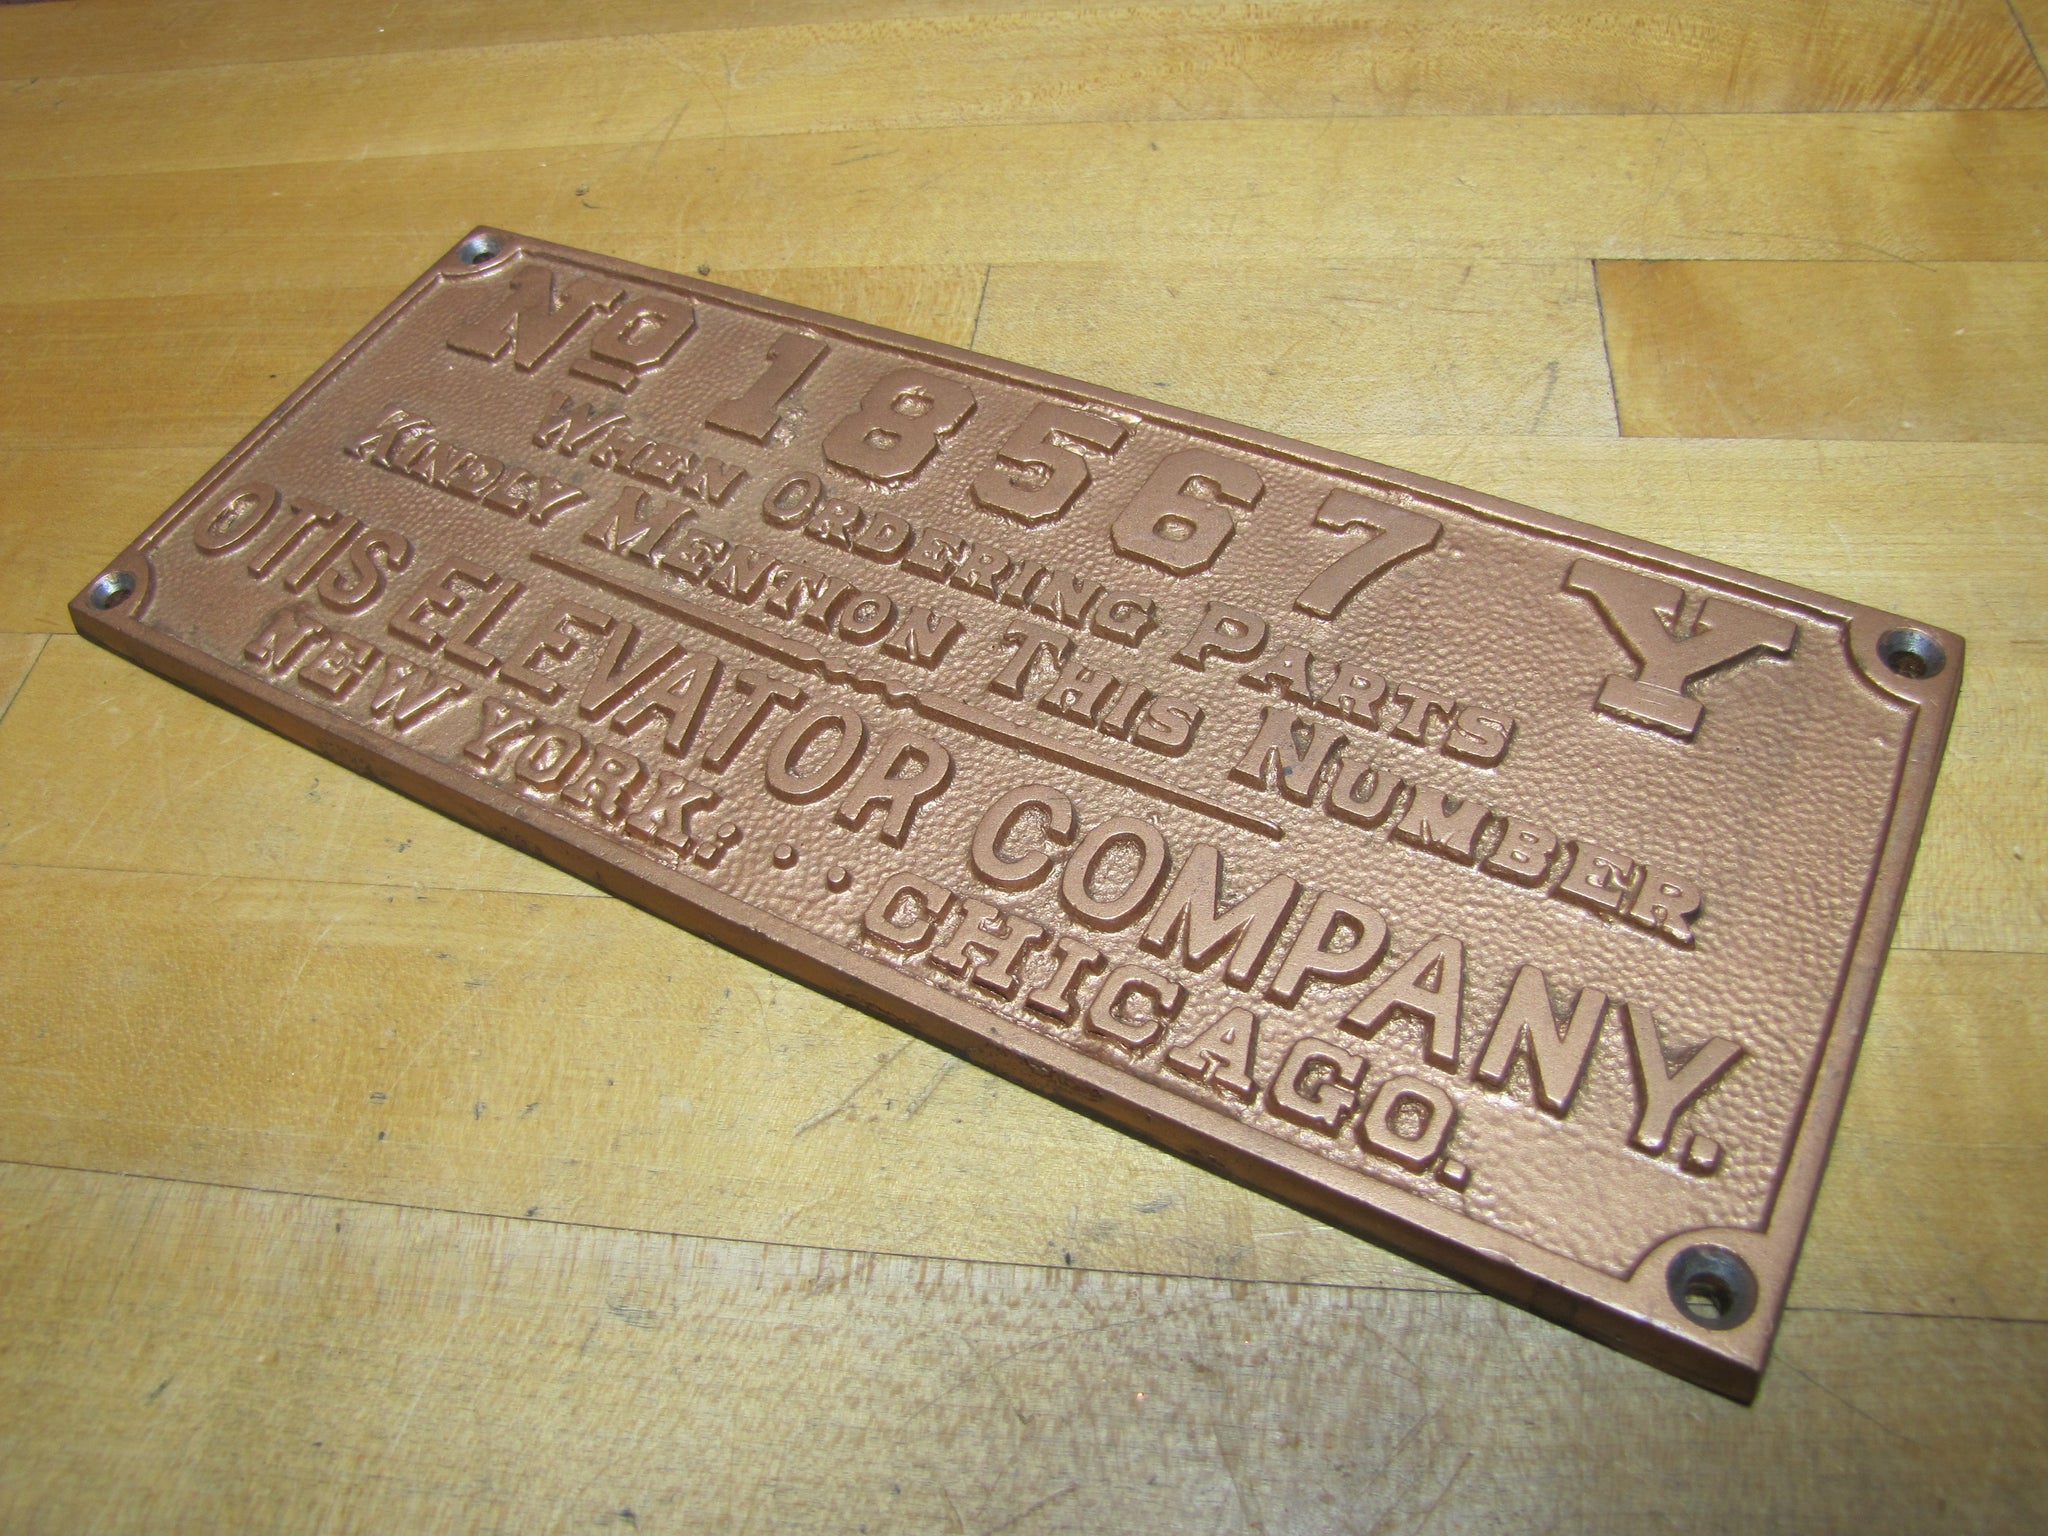 Nº 18567 Y
WHEN ORDERING PARTS
KINDLY MENTION THIS NUMBER
OTIS ELEVATOR COMPANY.
NEW YORK; . . CHICAGO.